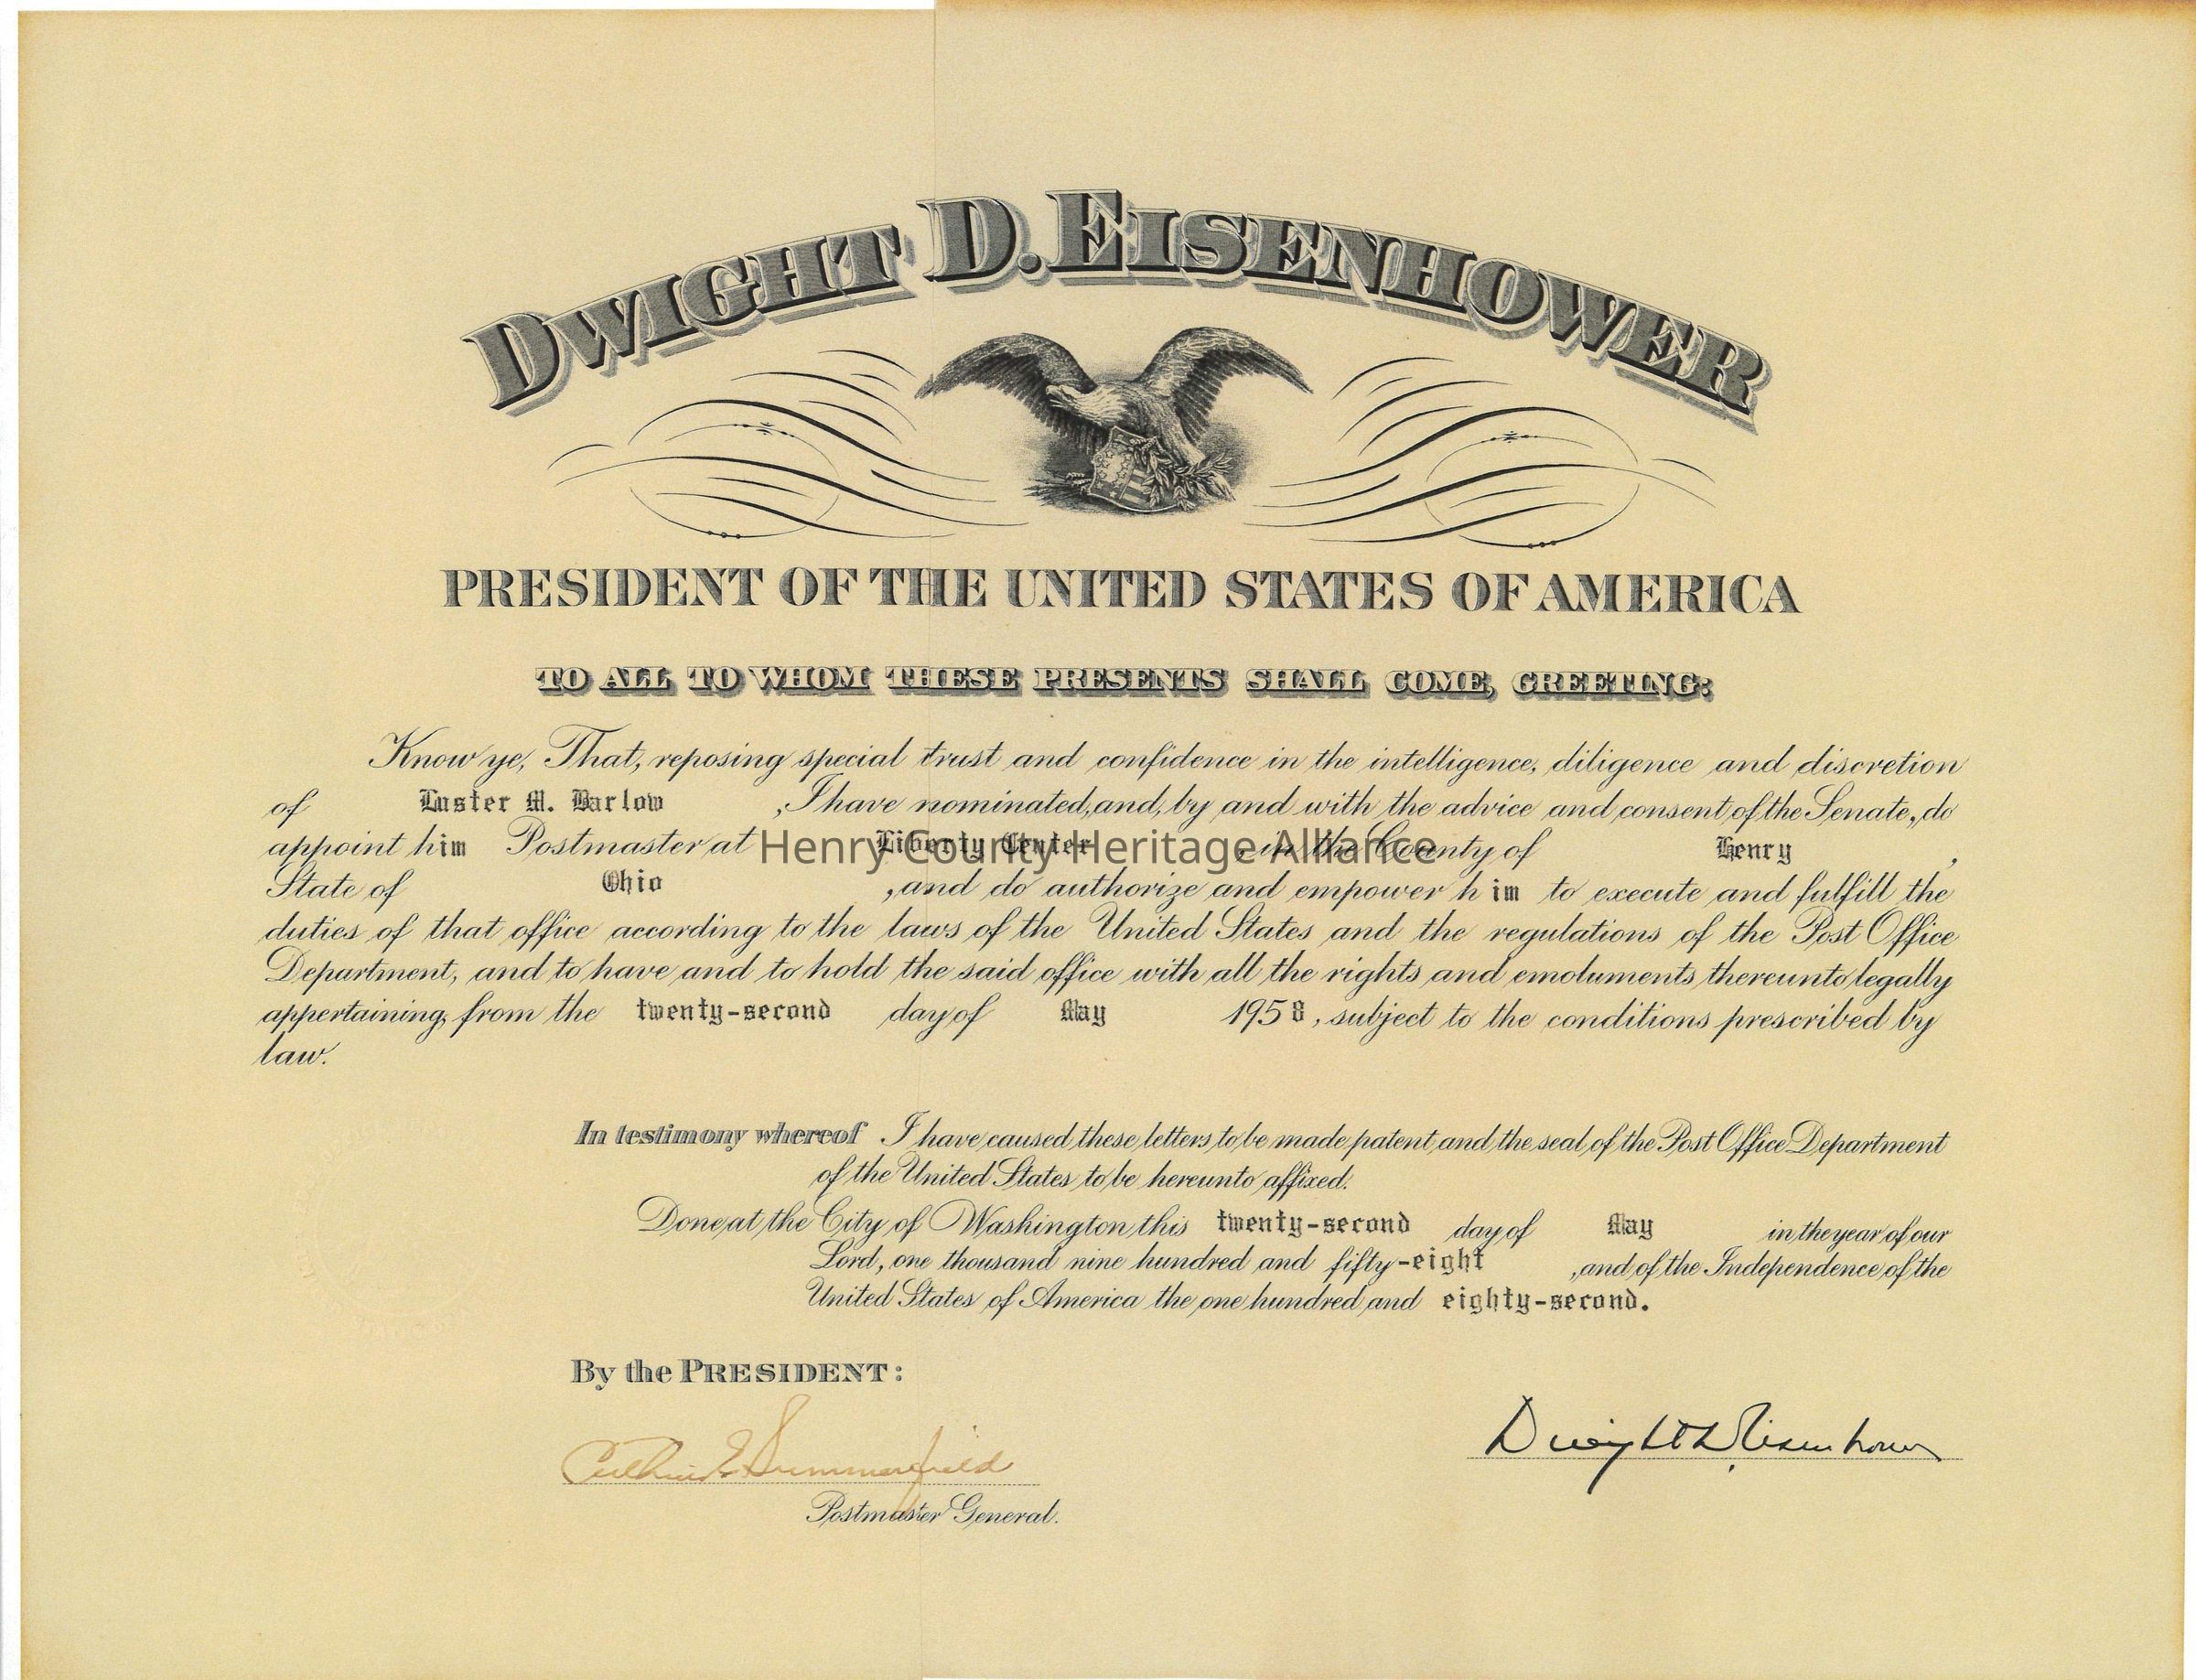 DWIGHT D. EISENHOWER
PRESIDENT OF THE UNITED STATES OF AMERICA
TO ALL TO WHOM THESE PRESENTS SHALL COME, GREETING:
Know ye, That, reposing special trust and confidence in the intelligence, diligence and discretion
of Luster M. Barlow, I have nominated, and, by and with the advice and consent of the Senate, do
appoint him Postmaster at Liberty Center, in the County of Henry,
Henry County Heritage Alliance
State of Ohio, and do authorize and empower him to execute and fulfill the
duties of that office according to the laws of the United States and the regulations of the Post Office
Department, and to have and to hold the said office with all the rights and emoluments thereunto legally
appertaining, from the twenty-second day of May 1958, subject to the conditions prescribed by
law.
In testimony whereof I have caused these letters to be made patent and the seal of the Post Office Department
of the United States to be hereunto affixed.
Done at the City of Washington this twenty-second day of May in the year of our
Lord, one thousand nine hundred and fifty-eight, and of the Independence of the
United States of America the one hundred and eighty-second.
By the PRESIDENT:
Arthur E. Summerfield
Dwight D Eisenhower
Postmaster General.